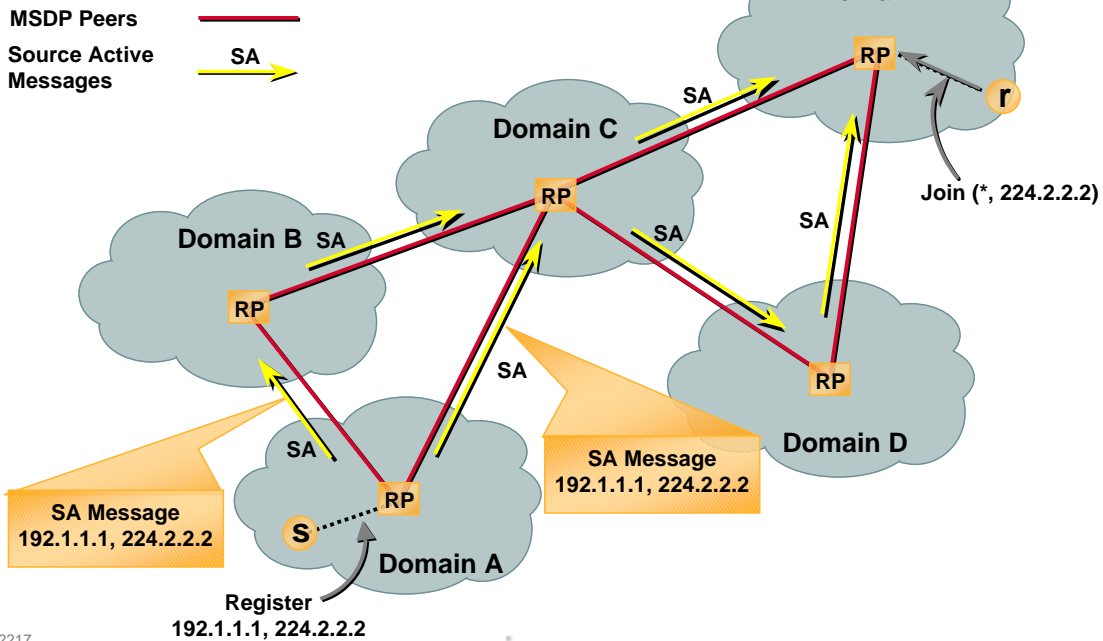 MSDP Peers
Source Active
Messages
SA
RP
r
SA
Domain C
Join (*, 224.2.2.2)
RP
Domain B
SA
SA
SA
RP
SA
RP
Domain D
SA
SA Message
192.1.1.1, 224.2.2.2
SA Message
192.1.1.1, 224.2.2.2
RP
S
Domain A
Register
192.1.1.1, 224.2.2.2
2217